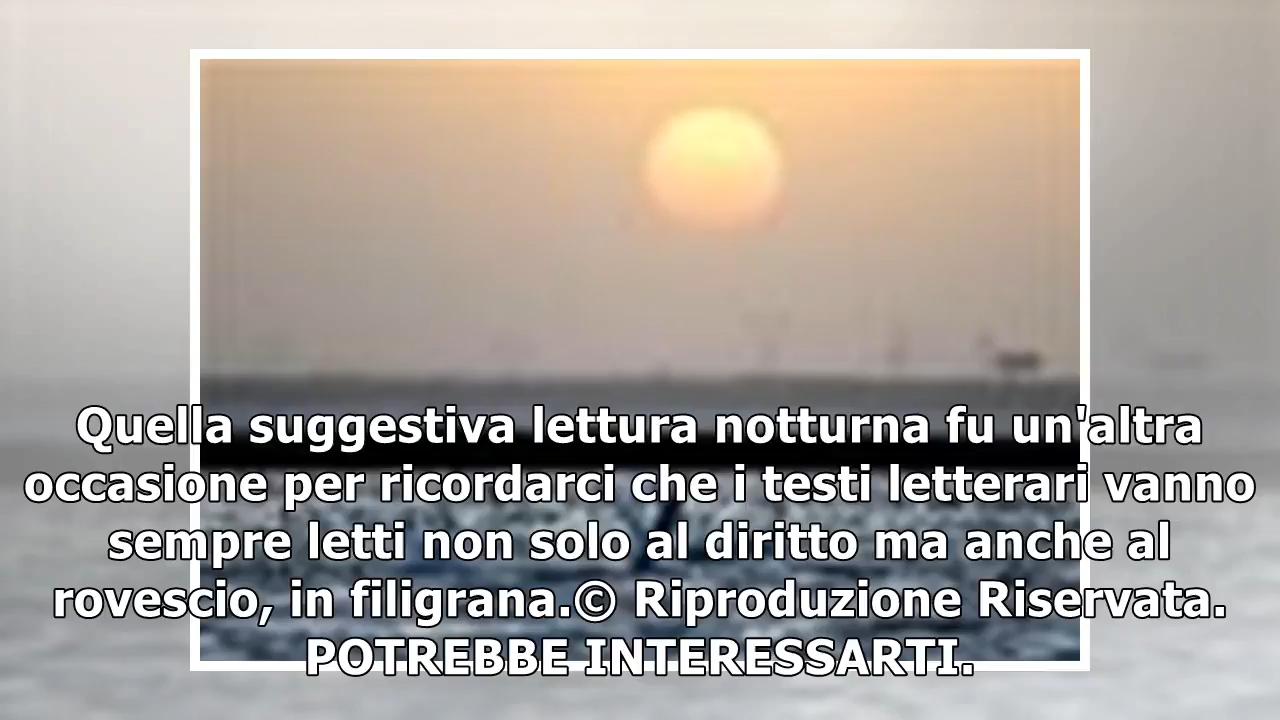 Quella suggestiva lettura notturna fu un'altra
occasione per ricordarci che i testi letterari vanno
sempre letti non solo al diritto ma anche al
rovescio, in filigrana.© Riproduzione Riservata.
POTREBBE INTERESSARTI.